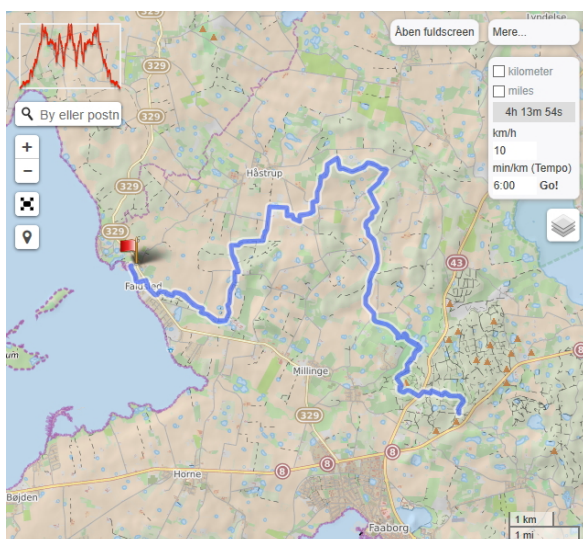 Lyndelse
Åben fuldscreen
Mere...
329
kilometer
miles
4h 13m 54s
km/h
10
min/km (Tempo)
6:00 Go!
By eller postn
+
−
Håstrup
329
329
43
8
Millinge
329
8
8
Horne
Bøjden
Faaborg
1 km
1 mi